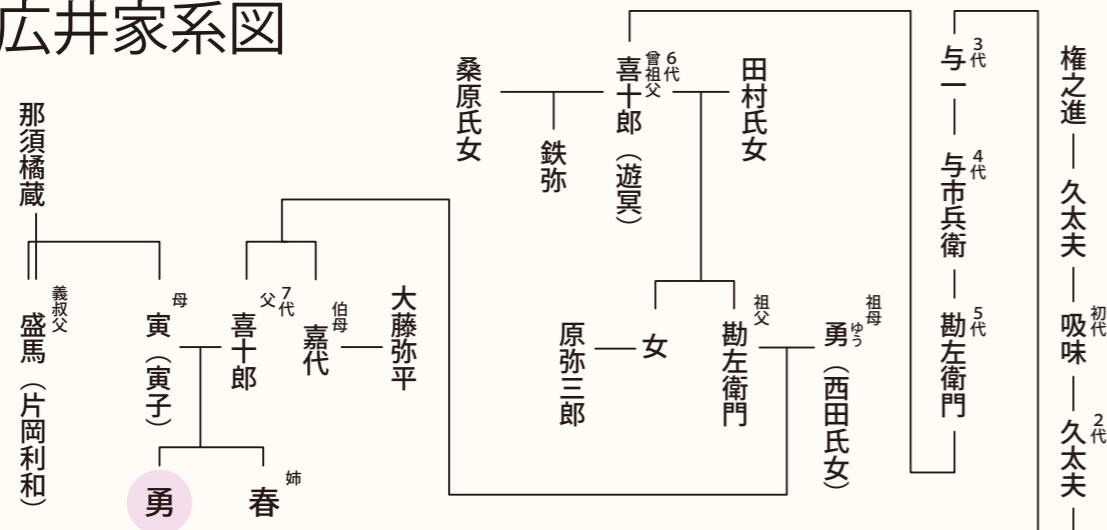 広井家系図
権之進
久太夫
初代
吸味
2代
久太夫
3代
与一
4代
与市兵衛
5代
勘左衛門
田村氏女
6代
曾祖父
喜十郎（遊冥）
桑原氏女
鉄弥
祖母
勇（西田氏女）
ゆう
祖父
勘左衛門
女
原弥三郎
大藤弥平
伯母
嘉代
7代
父
喜十郎
母
寅（寅子）
那須橘蔵
義叔父
盛馬（片岡利和）
姉
春
勇